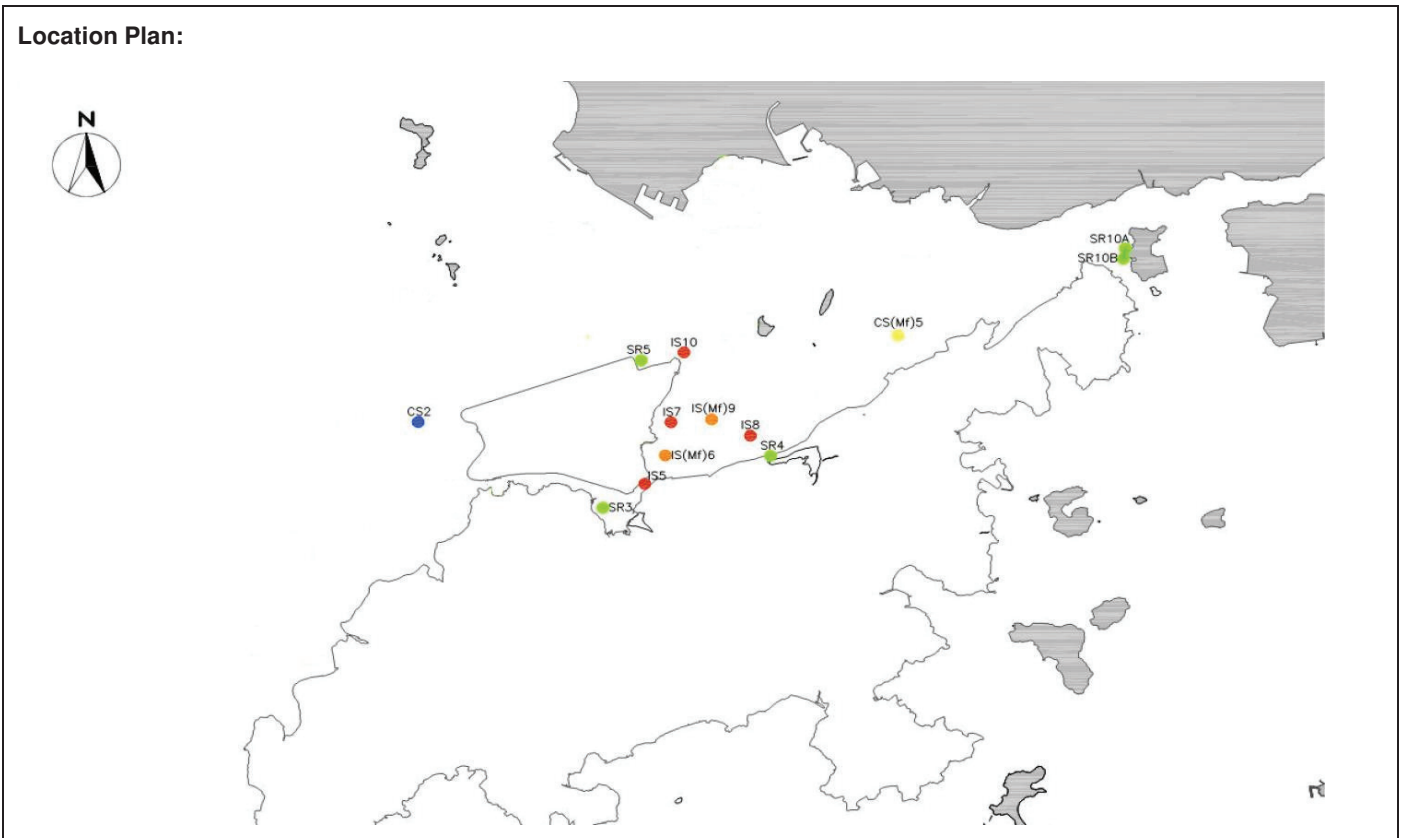 Location Plan:
N
SR10A
SR10B
CS(Mf)5
IS10
SR5
CS2
IS7
IS(Mf)9
IS8
SR4
IS(Mf)6
IS5
SR3